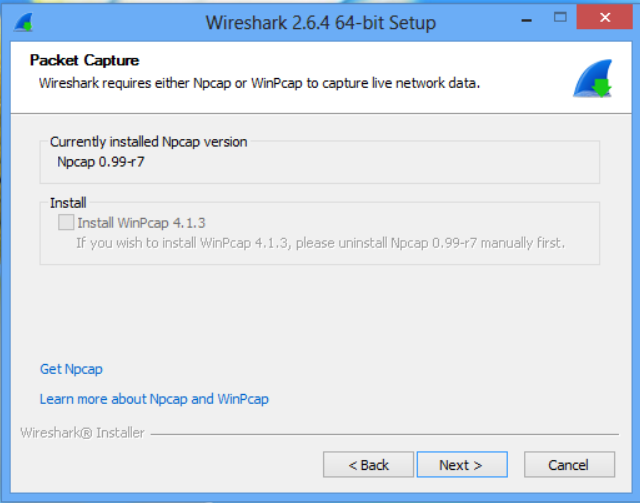 Wireshark 2.6.4 64-bit Setup
Packet Capture
Wireshark requires either Npcap or WinPcap to capture live network data.
Currently installed Npcap version
Npcap 0.99-r7
Install
Install WinPcap 4.1.3
If you wish to install WinPcap 4.1.3, please uninstall Npcap 0.99-r7 manually first.
Get Npcap
Learn more about Npcap and WinPcap
Wireshark® Installer
< Back Next > Cancel